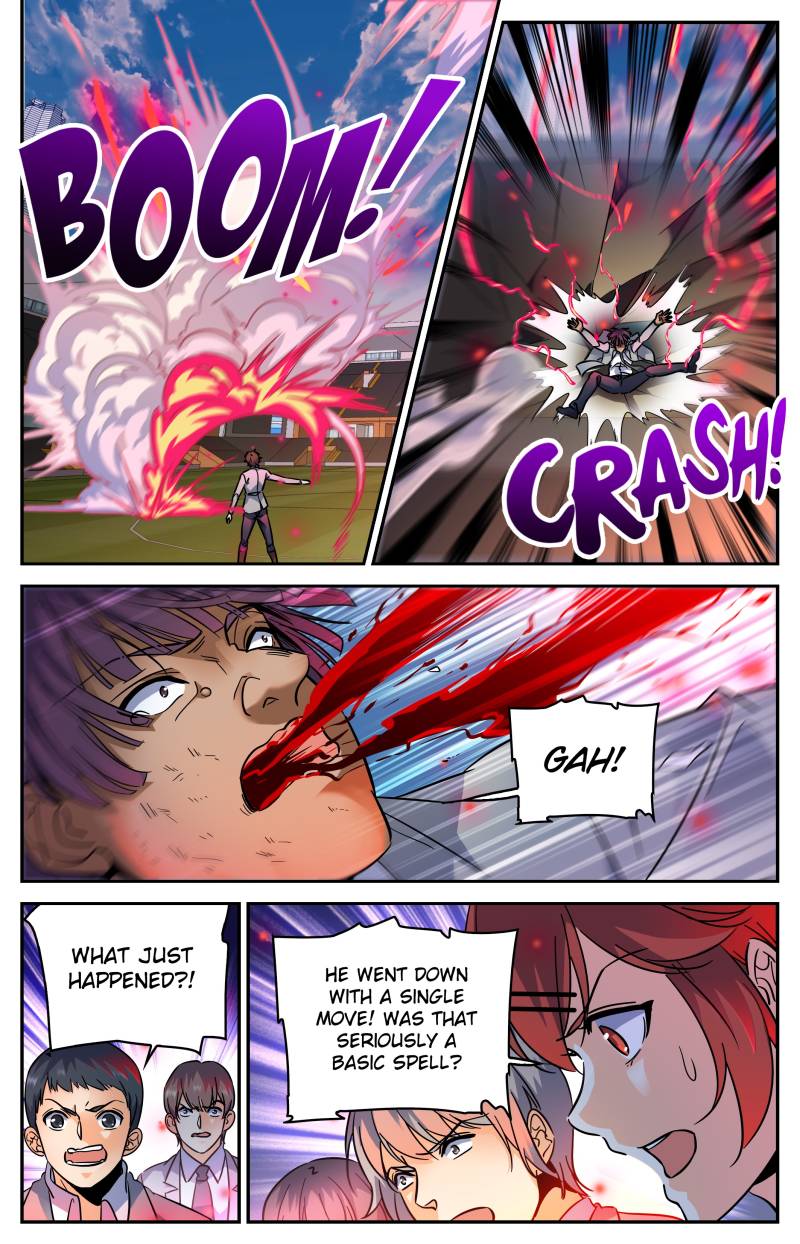 BOOM!
CRASH!
GAH!
WHAT JUST
HAPPENED?!
HE WENT DOWN
WITH A SINGLE
MOVE! WAS THAT
SERIOUSLY A
BASIC SPELL?